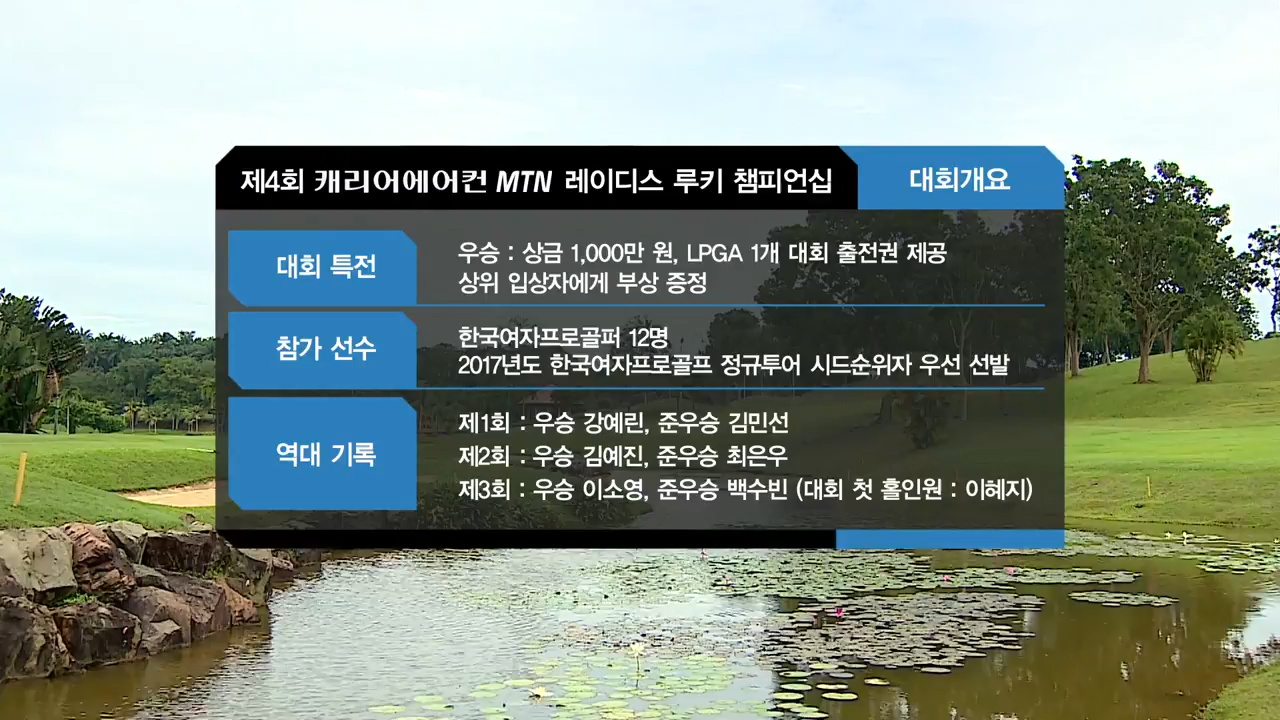 제4회 캐리어에어컨 MTN 레이디스 루키 챔피언십
대회개요
대회 특전
우승 : 상금 1,000만 원, LPGA 1개 대회 출전권 제공
상위 입상자에게 부상 증정
참가 선수
한국여자프로골퍼 12명
2017년도 한국여자프로골프 정규투어 시드순위자 우선 선발
역대 기록
제1회 : 우승 강예린, 준우승 김민선
제2회 : 우승 김예진, 준우승 최은우
제3회 : 우승 이소영, 준우승 백수빈 (대회 첫 홀인원 : 이혜지)